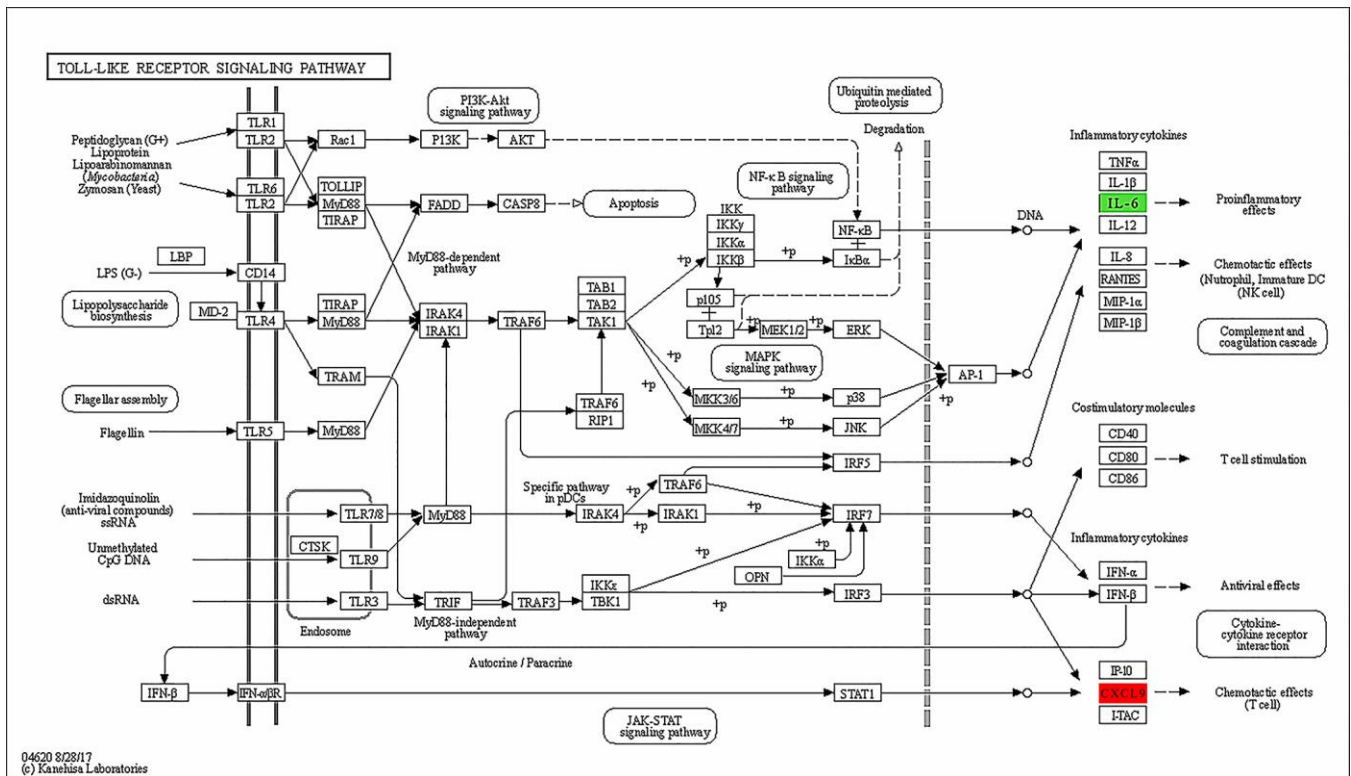 TOLL-LIKE RECEPTOR SIGNALING PATHWAY
PI3K-Akt
signaling pathway
Ubiquitin mediated
proteolysis
Degradation
Inflammatory cytokines
Peptidoglycan (G+)
Lipoprotein
Lipoarabinomannan
(Mycobacteria)
Zymosan (Yeast)
TLR1
TLR2
Rac1
P13K
AKT
TLR6
TLR2
TOLLIP
MyD88
TIRAP
FADD
CASP8
Apoptosis
NF-κ B signaling
pathway
IKK
IKKγ
IKKα
IKKβ
+p
+p
NF-κB
IκBα
DNA
TNFα
IL-1β
IL-6
IL-12
Proinflammatory
effects
MyD88-dependent
pathway
LBP
LPS (G-)
CD14
Lipopolysaccharide
biosynthesis
MD-2
TLR4
TIRAP
MyD88
IRAK4
IRAK1
TRAF6
TAB1
TAB2
TAK1
p105
Tpl2
+p
MEK1/2
+p
ERK
IL-8
RANTES
MIP-1α
MIP-1β
Chemotactic effects
(Nutrophil, Immature DC
(NK cell)
Complement and
coagulation cascade
MAPK
signaling pathway
TRAM
+p
+p
MKK3/6
+p
p38
AP-1
+p
Flagellar assembly
TRAF6
RIP1
MKK4/7
+p
JNK
Flagellin
TLR5
MyD88
Costimulatory molecules
CD40
CD80
CD86
T cell stimulation
IRF5
Imidazoquinolin
(anti-viral compounds)
ssRNA
TLR7/8
MyD88
Specific pathway
in pDCs
IRAK4
+p
+p
TRAF6
IRAK1
+p
IRF7
Unmethylated
CpG DNA
CTSK
TLR9
+p
IKKα
+p
OPN
Inflammatory cytokines
IFN-α
IFN-β
Antiviral effects
dsRNA
TLR3
TRIF
TRAF3
IKKε
TBK1
+p
IRF3
Endosome
MyD88-independent
pathway
Cytokine-
cytokine receptor
interaction
Autocrine / Paracrine
IFN-β
IFN-α/βR
STAT1
IP-10
CXCL9
I-TAC
Chemotactic effects
(T cell)
JAK-STAT
signaling pathway
04620 8/28/17
(c) Kanehisa Laboratories